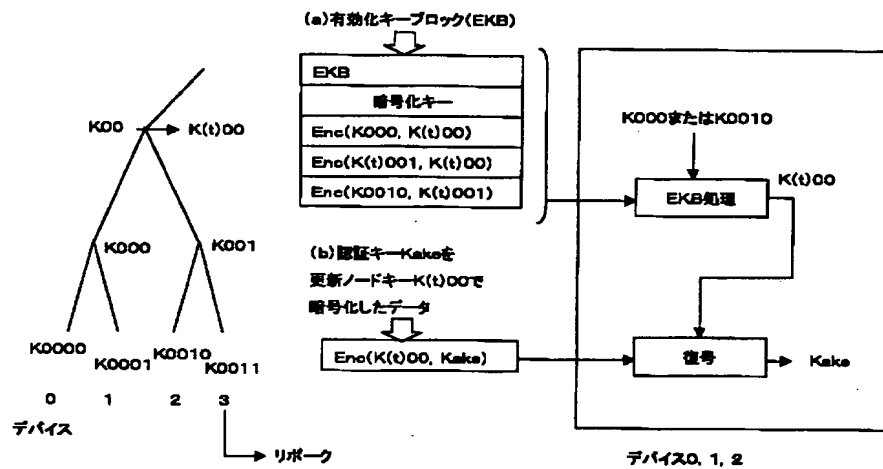 (a)有効化キーブロック(EKB)
EKB
暗号化キー
Enc(K000, K(t)00)
Enc(K(t)001, K(t)00)
Enc(K0010, K(t)001)
K00
K(t)00
K000
K001
K0000
K0001
K0010
K0011
0
1
2
3
デバイス
リボーク
(b)認証キーKakeを
更新ノードキーK(t)00で
暗号化したデータ
Enc(K(t)00, Kake)
K000またはK0010
EKB処理
K(t)00
復号
Kake
デバイス0, 1, 2